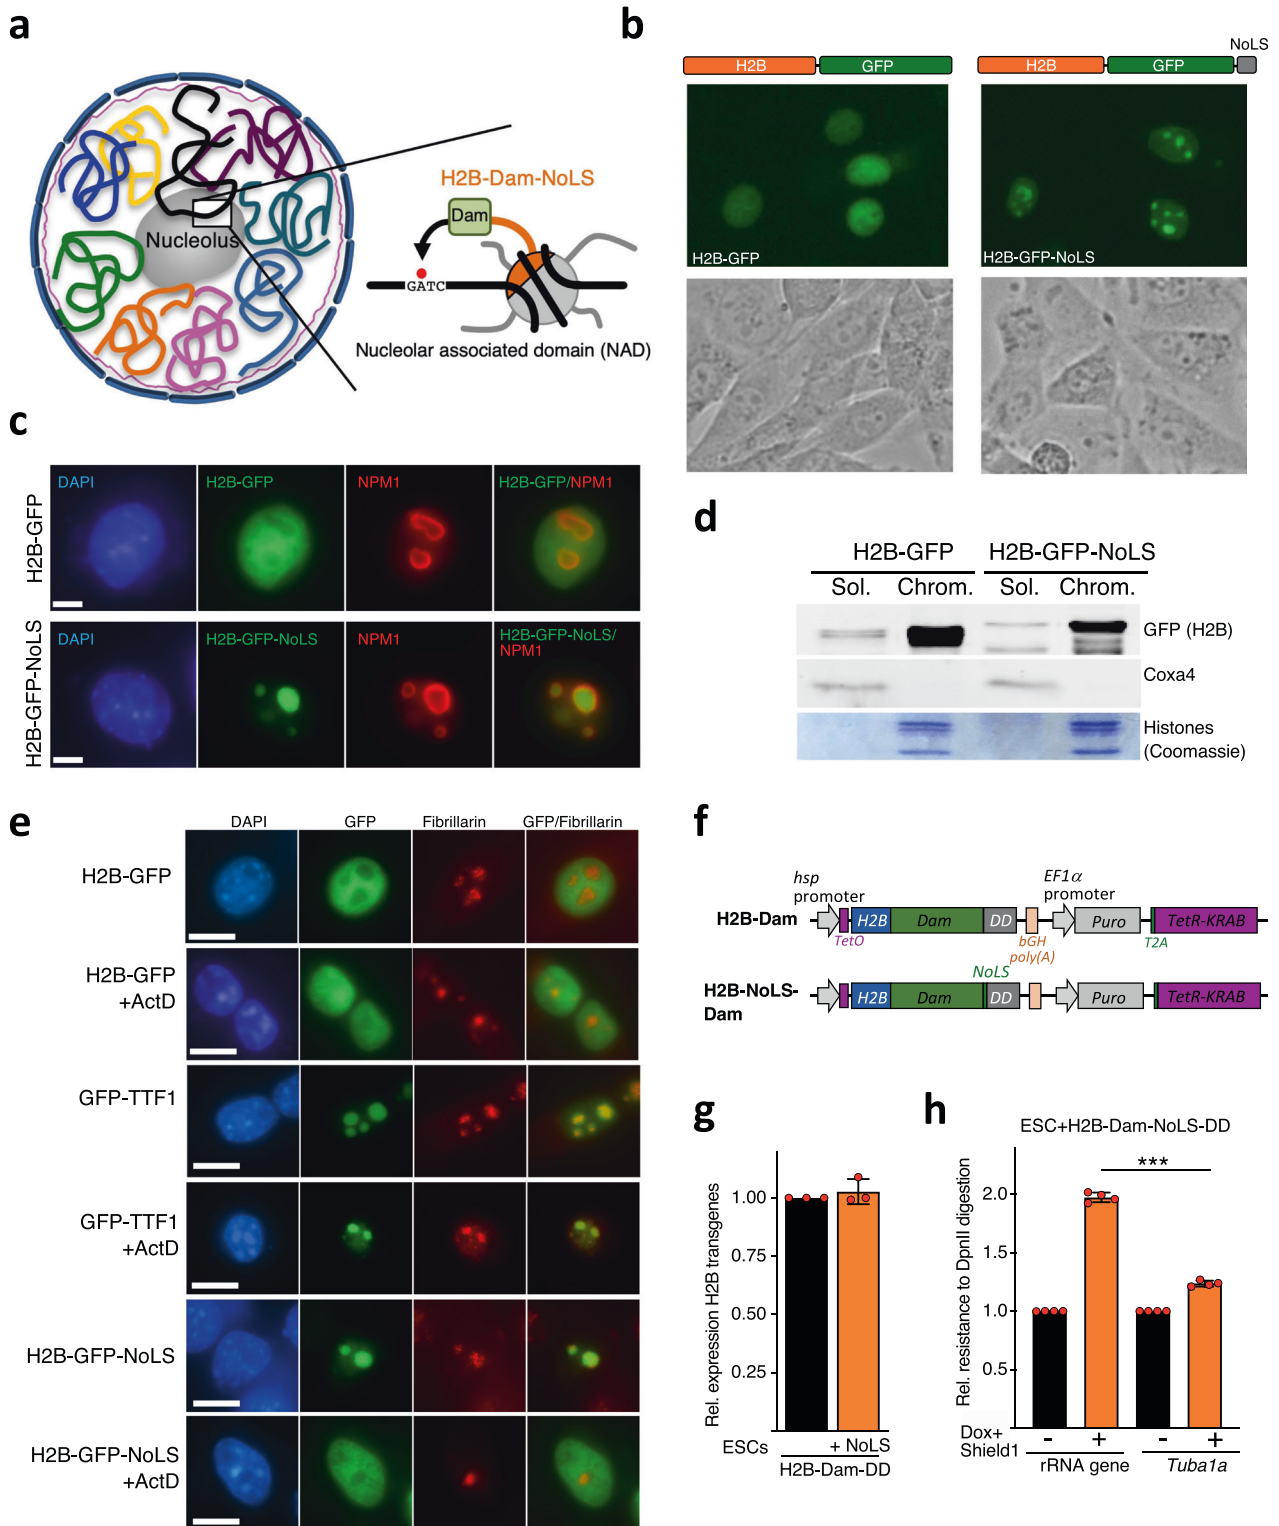 a
Nucleolus
H2B-Dam-NoLS
Dam
GATC
Nucleolar associated domain (NAD)
b
H2B
GFP
H2B
GFP
NoLS
H2B-GFP
H2B-GFP-NoLS
c
H2B-GFP
DAPI
H2B-GFP
NPM1
H2B-GFP/NPM1
H2B-GFP-NoLS
DAPI
H2B-GFP-NoLS
NPM1
H2B-GFP-NoLS/
NPM1
d
H2B-GFP
H2B-GFP-NoLS
Sol.
Chrom.
Sol.
Chrom.
GFP (H2B)
Coxa4
Histones
(Coomassie)
e
DAPI
GFP
Fibrillarin
GFP/Fibrillarin
H2B-GFP
H2B-GFP
+ActD
GFP-TTF1
GFP-TTF1
+ActD
H2B-GFP-NoLS
H2B-GFP-NoLS
+ActD
f
hsp
promoter
EF1α
promoter
H2B-Dam
H2B
Dam
DD
Puro
TetR-KRAB
TetO
bGH
poly(A)
T2A
NoLS
H2B-NoLS-
Dam
H2B
Dam
DD
Puro
TetR-KRAB
g
Rel. expression H2B transgenes
1.00
0.75
0.50
0.25
ESCs
+ NoLS
H2B-Dam-DD
h
ESC+H2B-Dam-NoLS-DD
Rel. resistance to DpnII digestion
***
2.0
1.5
1.0
0.5
Dox+
Shield1
-
+
-
+
rRNA gene
Tuba1a